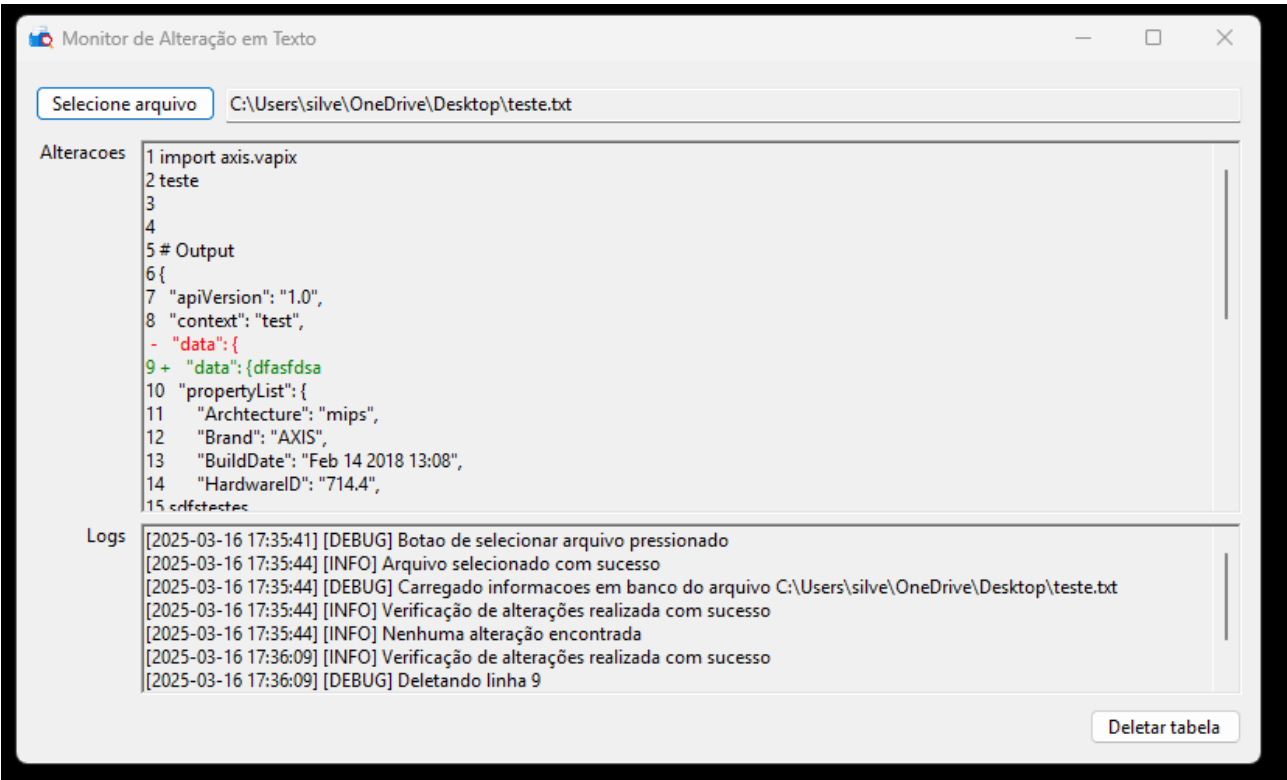 Monitor de Alteração em Texto
Selecione arquivo
C:\Users\silve\OneDrive\Desktop\teste.txt
Alteracoes
1 import axis.vapix
2 teste
3
4
5 # Output
6 {
7   "apiVersion": "1.0",
8   "context": "test",
-   "data": {
9 +   "data": {dfasfdsa
10   "propertyList": {
11     "Archtecture": "mips",
12     "Brand": "AXIS",
13     "BuildDate": "Feb 14 2018 13:08",
14     "HardwareID": "714.4",
15 sdfstestes
Logs
[2025-03-16 17:35:41] [DEBUG] Botao de selecionar arquivo pressionado
[2025-03-16 17:35:44] [INFO] Arquivo selecionado com sucesso
[2025-03-16 17:35:44] [DEBUG] Carregado informacoes em banco do arquivo C:\Users\silve\OneDrive\Desktop\teste.txt
[2025-03-16 17:35:44] [INFO] Verificação de alterações realizada com sucesso
[2025-03-16 17:35:44] [INFO] Nenhuma alteração encontrada
[2025-03-16 17:36:09] [INFO] Verificação de alterações realizada com sucesso
[2025-03-16 17:36:09] [DEBUG] Deletando linha 9
Deletar tabela